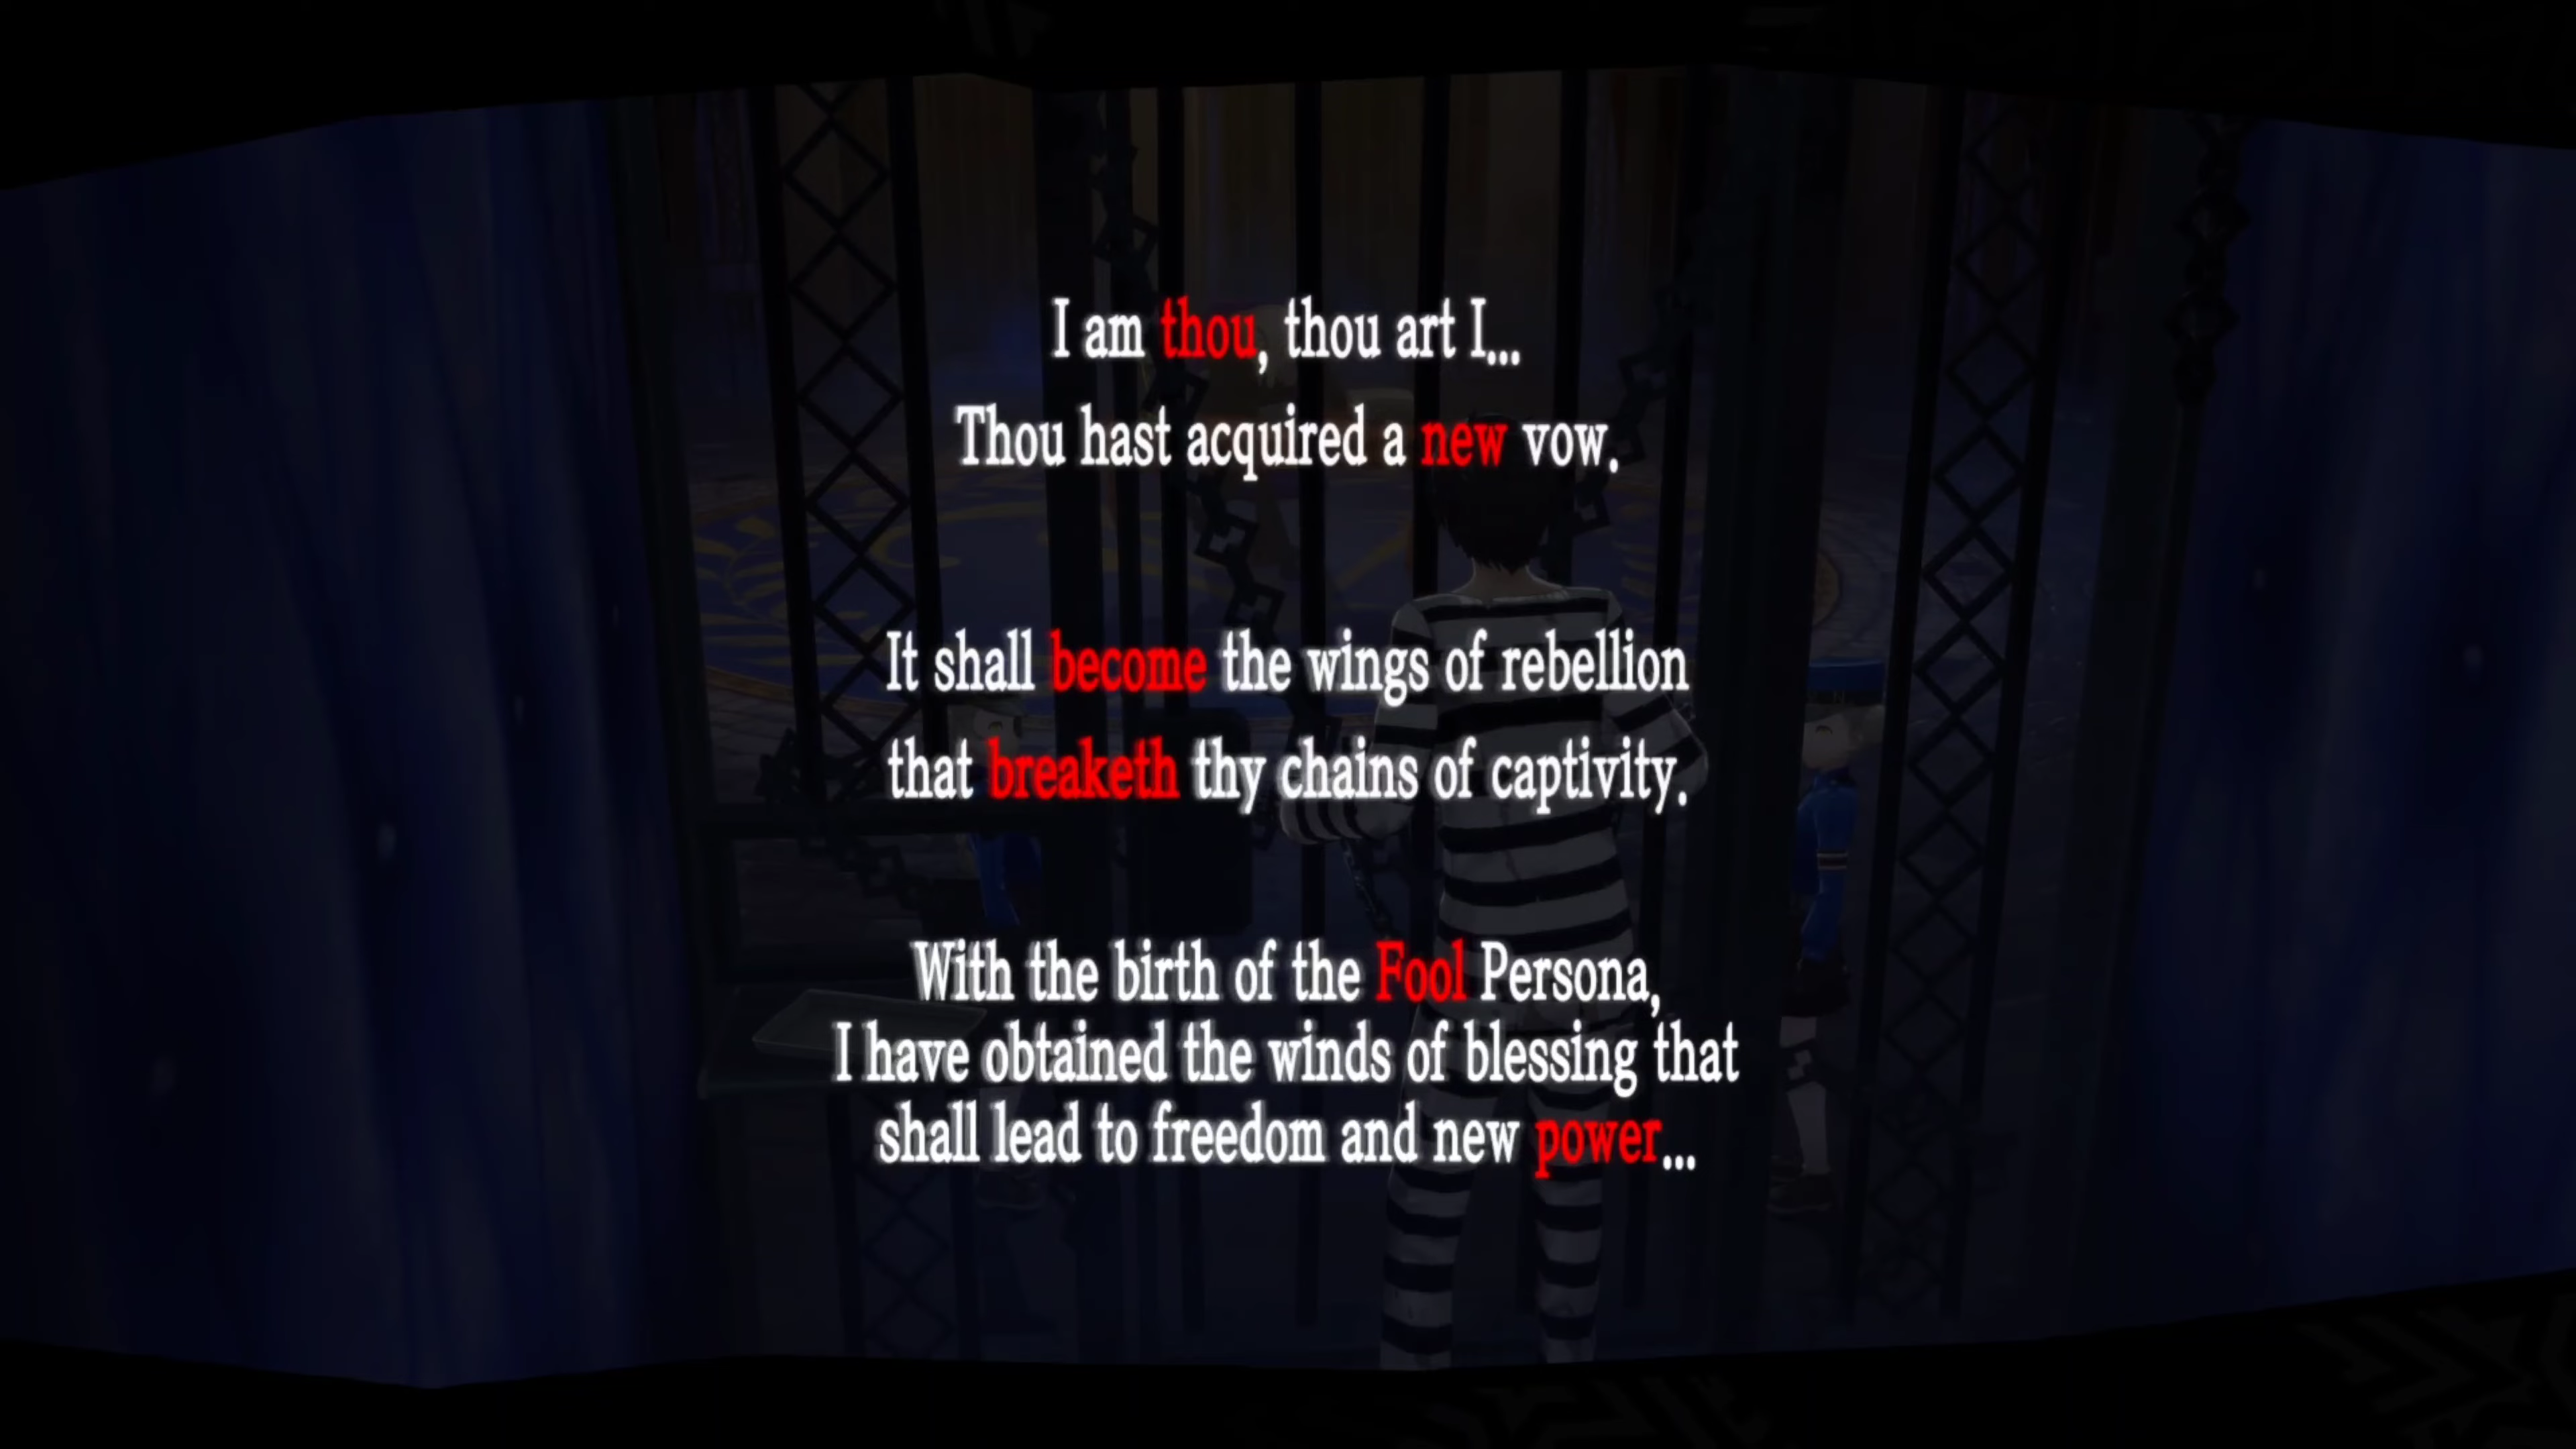 I am thou, thou art I...
Thou hast acquired a new vow.
It shall become the wings of rebellion
that breaketh thy chains of captivity.
With the birth of the Fool Persona,
I have obtained the winds of blessing that
shall lead to freedom and new power...